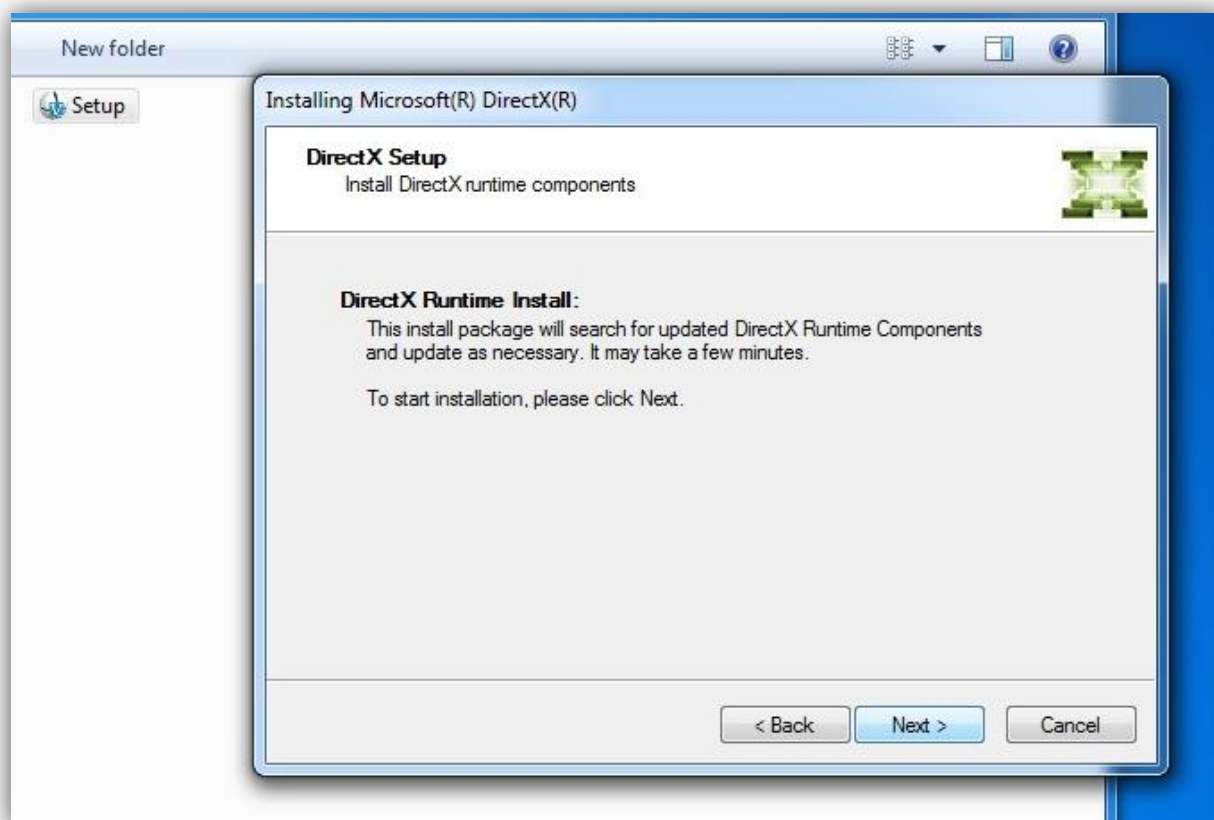 New folder
Setup
Installing Microsoft(R) DirectX(R)
DirectX Setup
Install DirectX runtime components
DirectX Runtime Install:
This install package will search for updated DirectX Runtime Components
and update as necessary. It may take a few minutes.
To start installation, please click Next.
< Back
Next >
Cancel